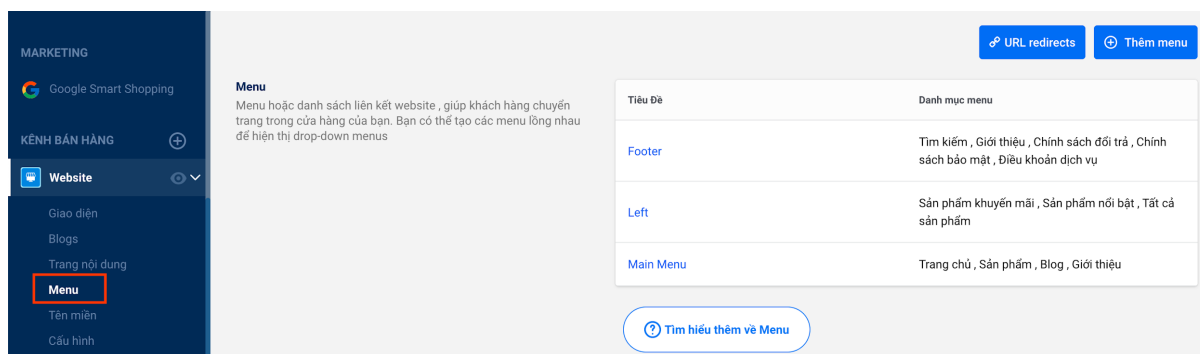 MARKETING
Google Smart Shopping
KÊNH BÁN HÀNG
Website
Giao diện
Blogs
Trang nội dung
Menu
Tên miền
Cấu hình
URL redirects
Thêm menu
Menu
Menu hoặc danh sách liên kết website , giúp khách hàng chuyển
trang trong cửa hàng của bạn. Bạn có thể tạo các menu lồng nhau
để hiện thị drop-down menus
Tiêu Đề
Danh mục menu
Footer
Tìm kiếm , Giới thiệu , Chính sách đổi trả , Chính
sách bảo mật , Điều khoản dịch vụ
Left
Sản phẩm khuyến mãi , Sản phẩm nổi bật , Tất cả
sản phẩm
Main Menu
Trang chủ , Sản phẩm , Blog , Giới thiệu
Tìm hiểu thêm về Menu